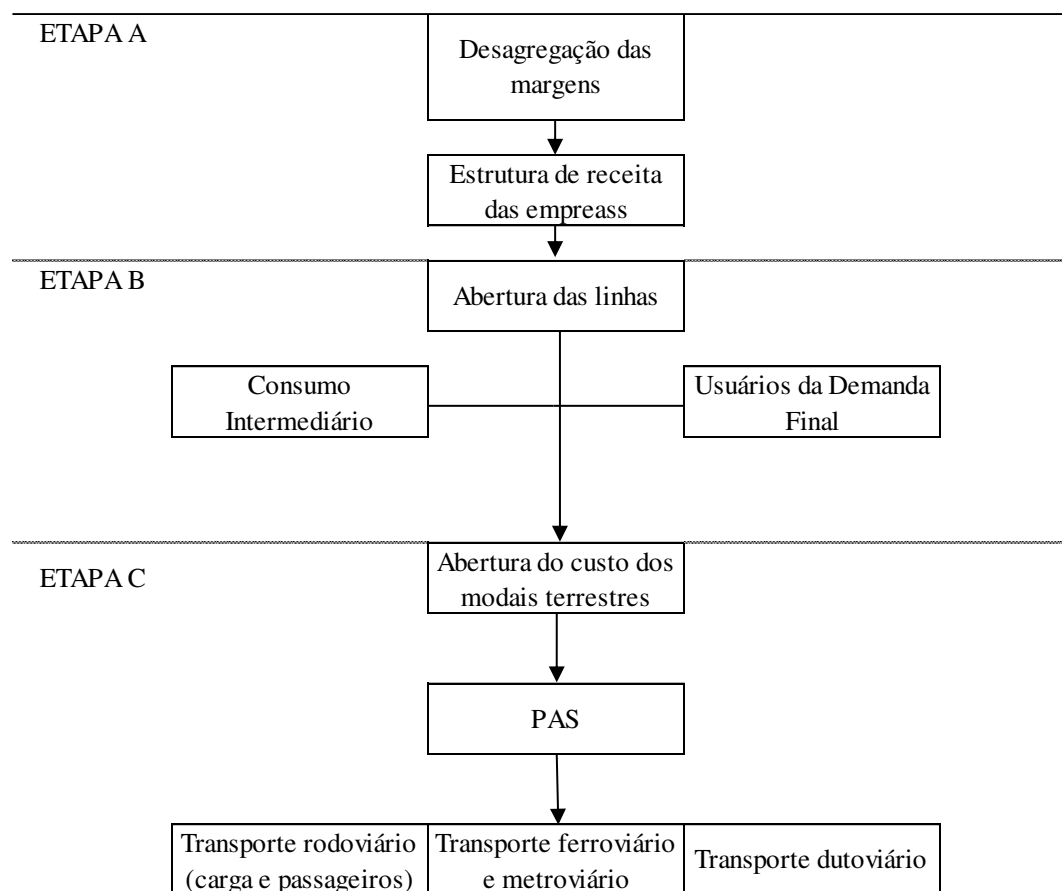 ETAPA A
Desagregação das
margens
Estrutura de receita
das empreass
ETAPA B
Abertura das linhas
Consumo
Intermediário
Usuários da Demanda
Final
ETAPA C
Abertura do custo dos
modais terrestres
PAS
Transporte rodoviário
(carga e passageiros)
Transporte ferroviário
e metroviário
Transporte dutoviário